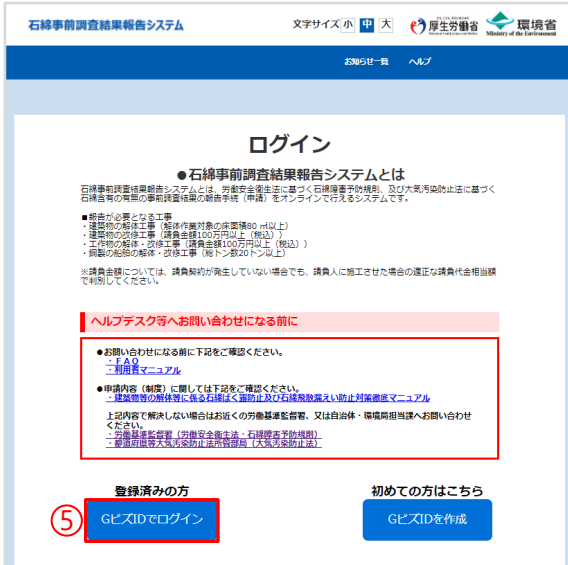 石綿事前調査結果報告システム
文字サイズ 小 中 大
厚生労働省
環境省
Ministry of the Environment
お知らせ一覧 ヘルプ
ログイン
●石綿事前調査結果報告システムとは
石綿事前調査結果報告システムとは、労働安全衛生法に基づく石綿障害予防規則、及び大気汚染防止法に基づく
石綿含有の有無の事前調査結果の報告手続（申請）をオンラインで行えるシステムです。
■報告が必要となる工事
・建築物の解体工事（解体作業対象の床面積80 ㎡以上）
・建築物の改修工事（請負金額100万円以上（税込））
・工作物の解体・改修工事（請負金額100万円以上（税込））
・鋼製の船舶の解体・改修工事（総トン数20トン以上）
※請負金額については、請負契約が発生していない場合でも、請負人に施工させた場合の適正な請負代金相当額
で判別してください。
ヘルプデスク等へお問い合わせになる前に
●お問い合わせになる前に下記をご確認ください。
・ＦＡＱ
・利用者マニュアル
●申請内容（制度）に関しては下記をご確認ください。
・建築物等の解体等に係る石綿ばく露防止及び石綿飛散漏えい防止対策徹底マニュアル
上記内容で解決しない場合はお近くの労働基準監督署、又は自治体・環境局担当課へお問い合わせ
ください。
・労働基準監督署（労働安全衛生法・石綿障害予防規則）
・都道府県等大気汚染防止法所管部局（大気汚染防止法）
登録済みの方
初めての方はこちら
⑤
GビズIDでログイン
GビズIDを作成